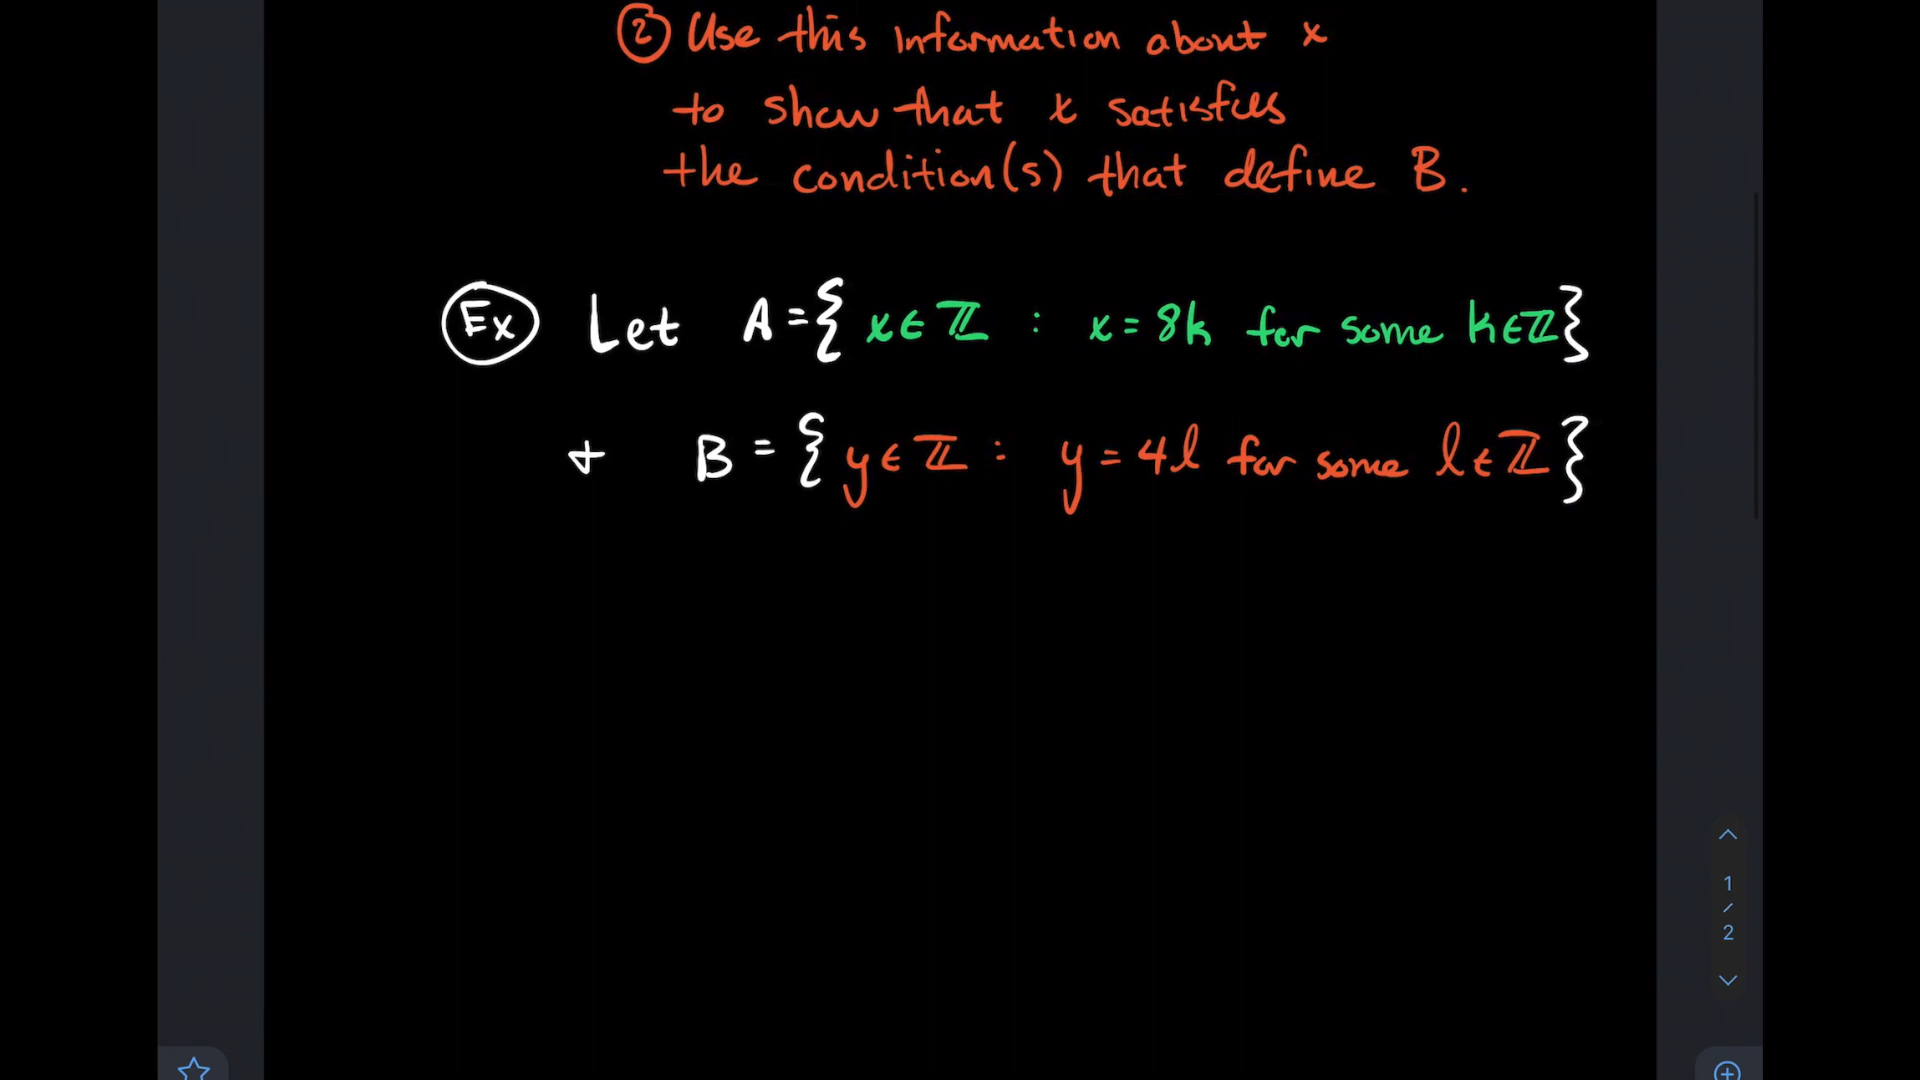 ② Use this information about x
to show that x satisfies
the condition(s) that define B.
Ex Let A={ x∈ℤ : x=8k for some k∈ℤ}
+ B={ y∈ℤ : y=4l for some l∈ℤ}
1
/
2